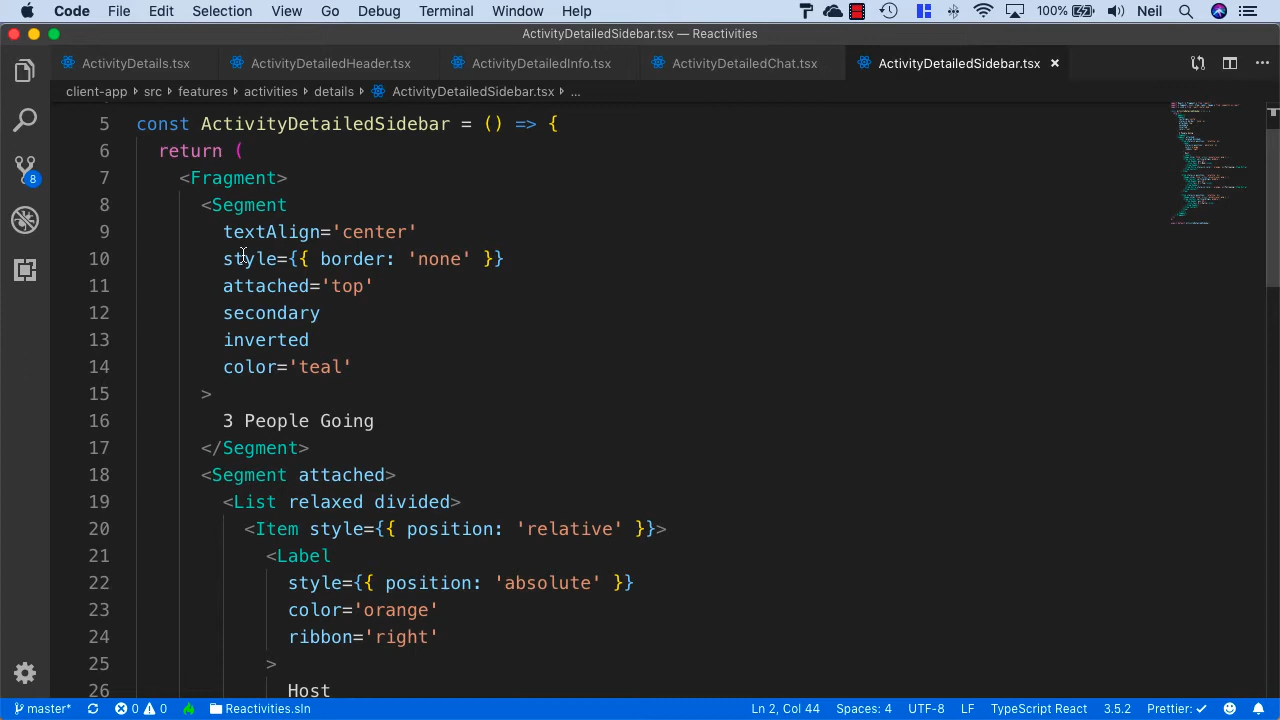 Code File Edit Selection View Go Debug Terminal Window Help 100% Neil
ActivityDetailedSidebar.tsx — Reactivities
ActivityDetails.tsx ActivityDetailedHeader.tsx ActivityDetailedInfo.tsx ActivityDetailedChat.tsx ActivityDetailedSidebar.tsx
client-app › src › features › activities › details › ActivityDetailedSidebar.tsx › ...
5 const ActivityDetailedSidebar = () => {
6 return (
7 <Fragment>
8 <Segment
9 textAlign='center'
10 style={{ border: 'none' }}
11 attached='top'
12 secondary
13 inverted
14 color='teal'
15 >
16 3 People Going
17 </Segment>
18 <Segment attached>
19 <List relaxed divided>
20 <Item style={{ position: 'relative' }}>
21 <Label
22 style={{ position: 'absolute' }}
23 color='orange'
24 ribbon='right'
25 >
26 Host
8
master* 0 0 Reactivities.sln Ln 2, Col 44 Spaces: 4 UTF-8 LF TypeScript React 3.5.2 Prettier: ✓